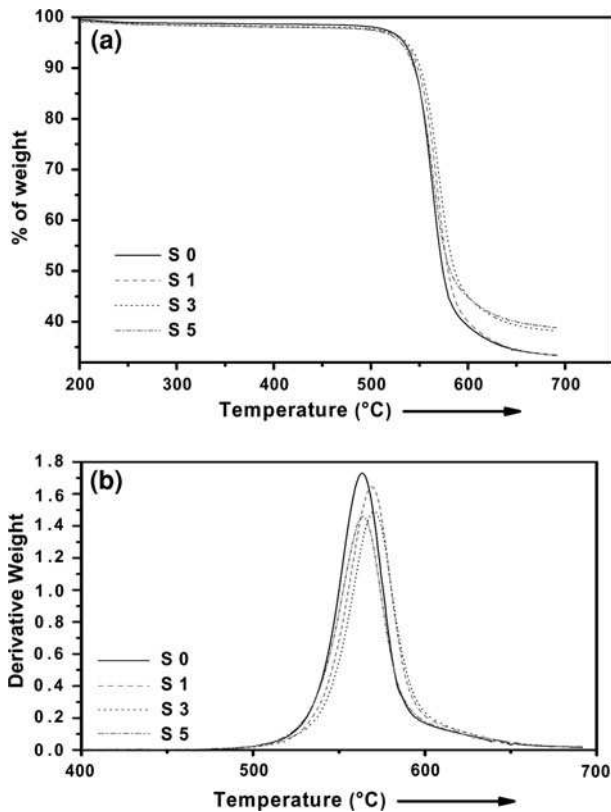 100
(a)
90
80
70
60
50
40
% of weight
S 0
S 1
S 3
S 5
200 300 400 500 600 700
Temperature (°C)
1.8
(b)
1.6
1.4
1.2
1.0
0.8
0.6
0.4
0.2
0.0
Derivative Weight
S 0
S 1
S 3
S 5
400 500 600 700
Temperature (°C)